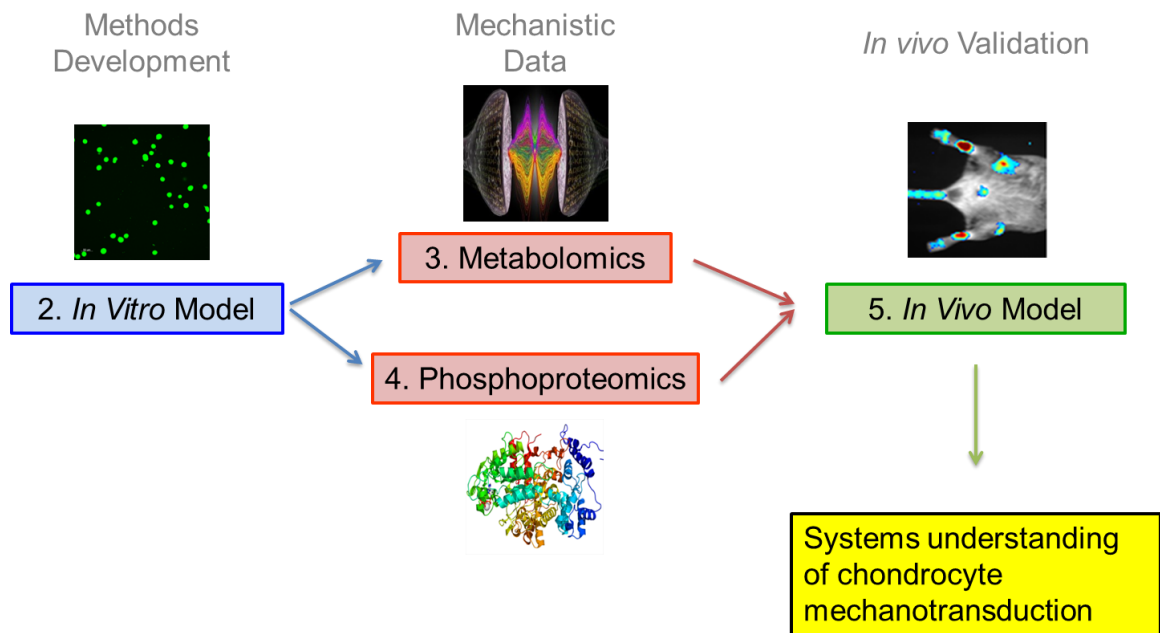 Methods
Development
Mechanistic
Data
In vivo Validation
2. In Vitro Model
3. Metabolomics
4. Phosphoproteomics
5. In Vivo Model
Systems understanding
of chondrocyte
mechanotransduction